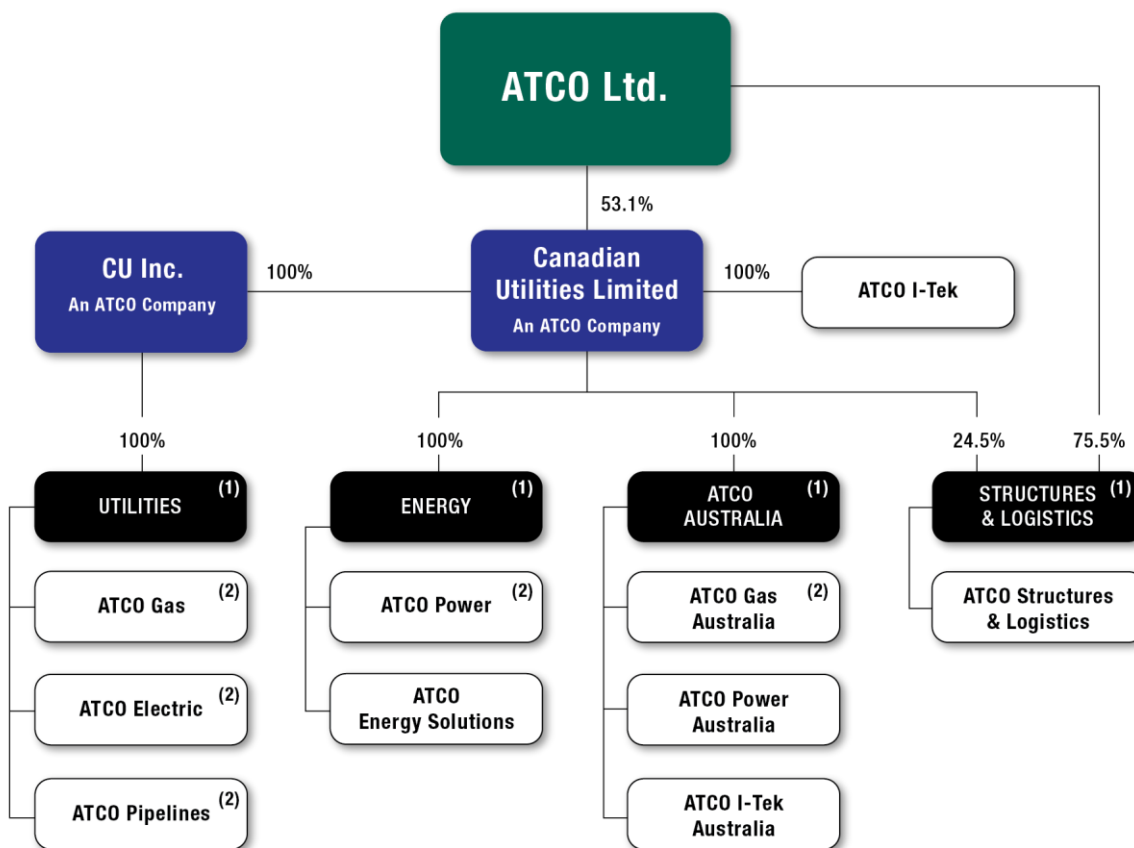 ATCO Ltd.
53.1%
CU Inc.
An ATCO Company
100%
Canadian
Utilities Limited
An ATCO Company
100%
ATCO I-Tek
100%
100%
100%
24.5%
75.5%
UTILITIES (1)
ENERGY (1)
ATCO (1)
AUSTRALIA
STRUCTURES (1)
& LOGISTICS
ATCO Gas (2)
ATCO Power (2)
ATCO Gas (2)
Australia
ATCO Structures
& Logistics
ATCO Electric (2)
ATCO
Energy Solutions
ATCO Power
Australia
ATCO Pipelines (2)
ATCO I-Tek
Australia